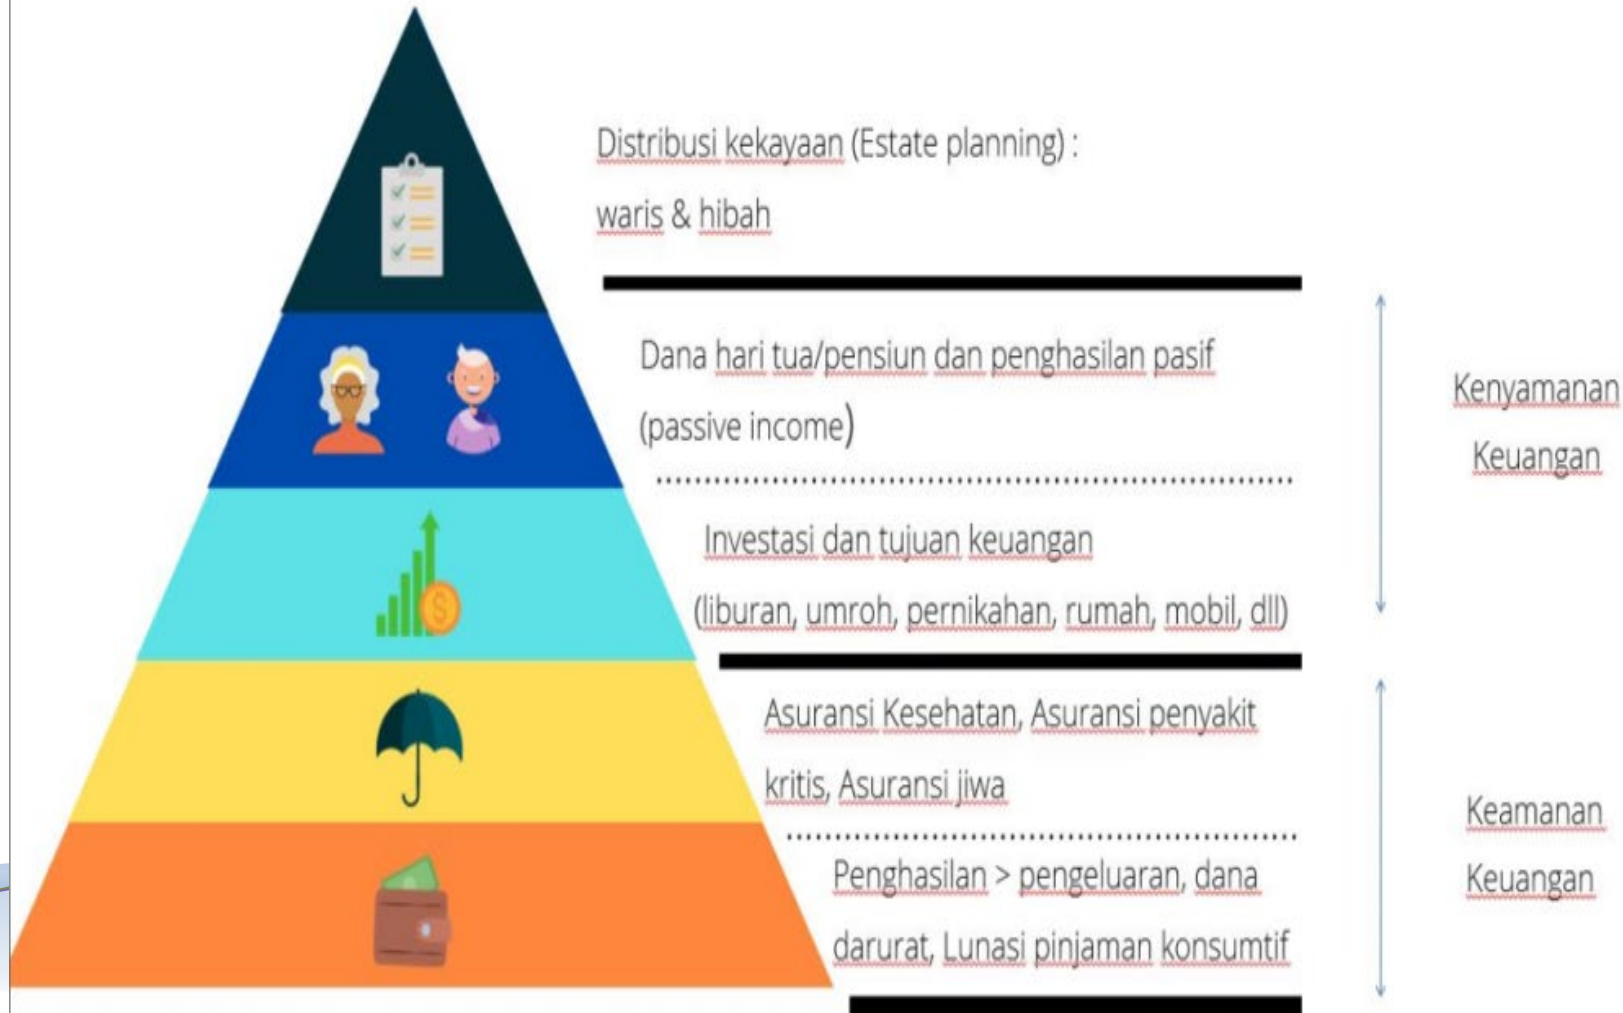 Distribusi kekayaan (Estate planning) :
waris & hibah
Dana hari tua/pensiun dan penghasilan pasif
(passive income)
Investasi dan tujuan keuangan
(liburan, umroh, pernikahan, rumah, mobil, dll)
Kenyamanan
Keuangan
Asuransi Kesehatan, Asuransi penyakit
kritis, Asuransi jiwa
Penghasilan > pengeluaran, dana
darurat, Lunasi pinjaman konsumtif
Keamanan
Keuangan